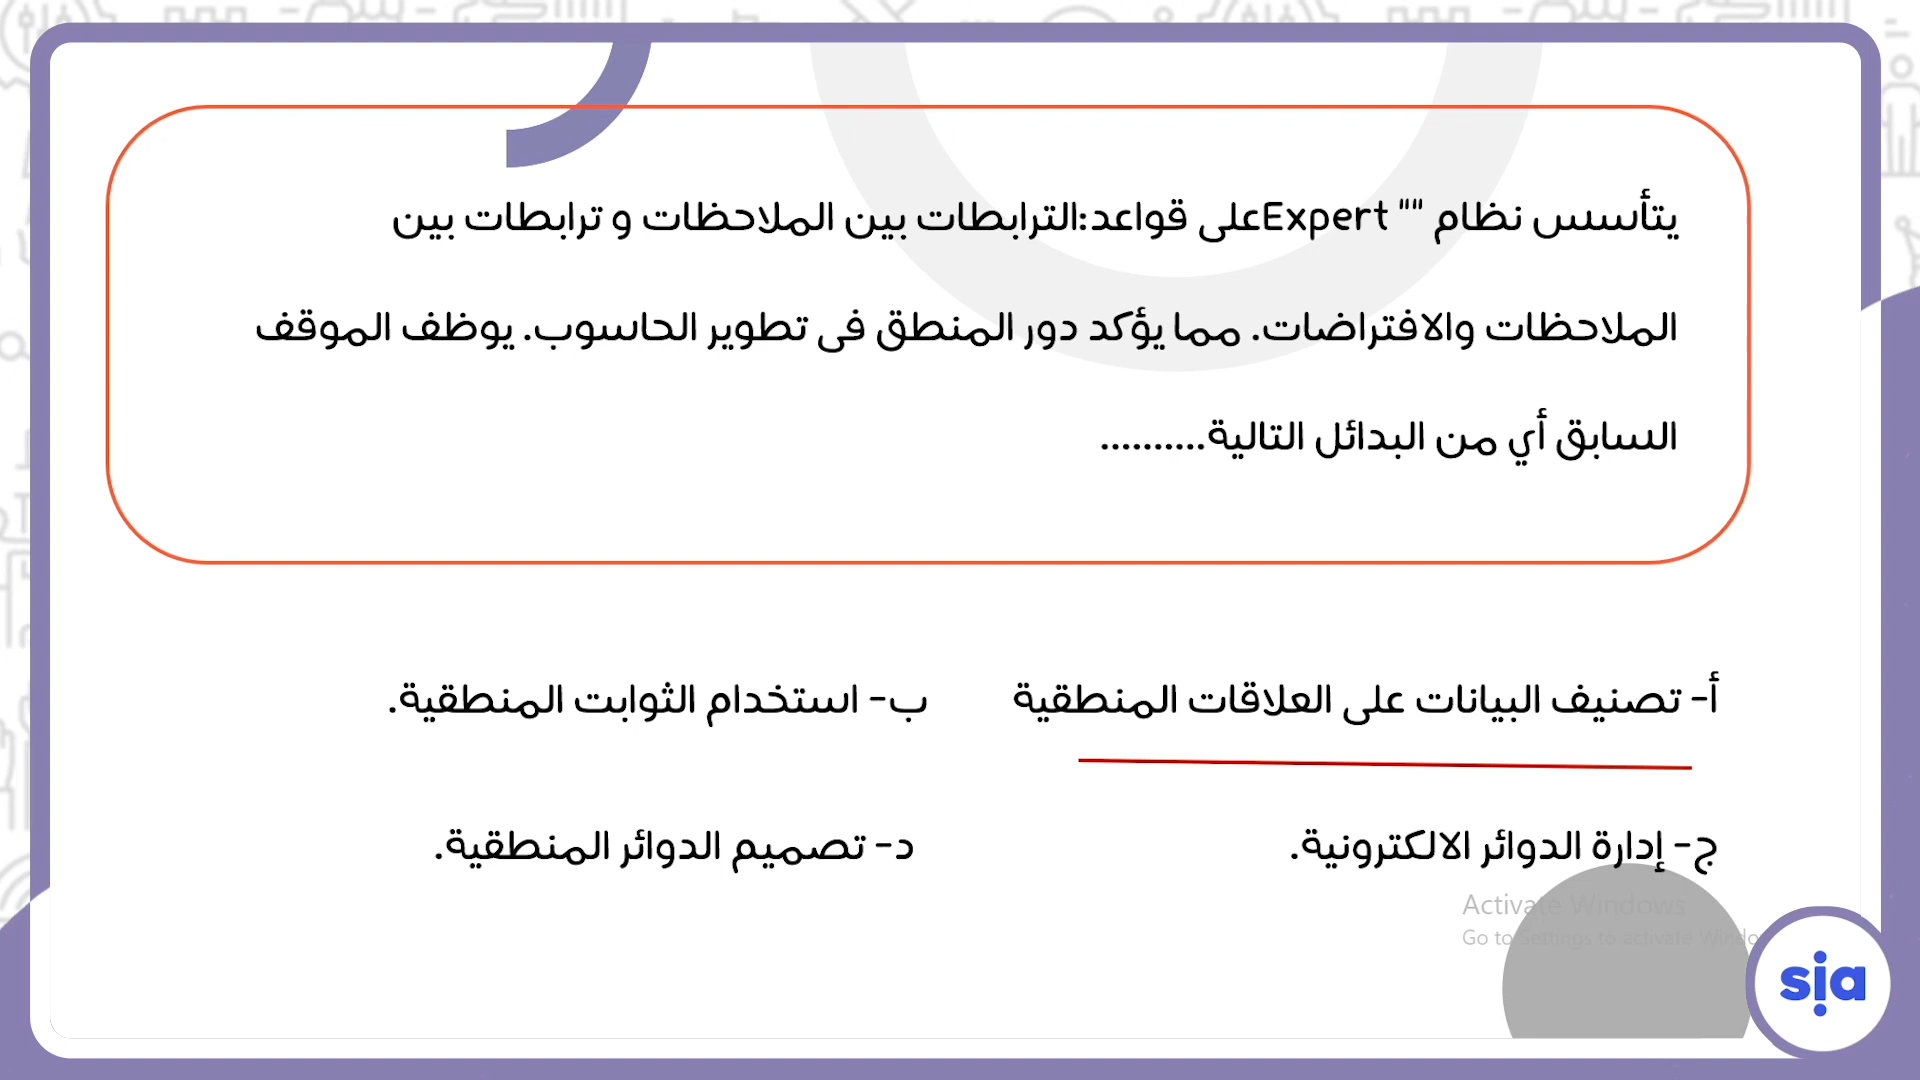 يتأسس نظام "" Expertعلى قواعد:الترابطات بين الملاحظات و ترابطات بين
الملاحظات والافتراضات. مما يؤكد دور المنطق فى تطوير الحاسوب. يوظف الموقف
السابق أي من البدائل التالية..........
أ- تصنيف البيانات على العلاقات المنطقية
ب- استخدام الثوابت المنطقية.
ج- إدارة الدوائر الالكترونية.
د- تصميم الدوائر المنطقية.
Activate Windows
Go to Settings to activate Windo
sia